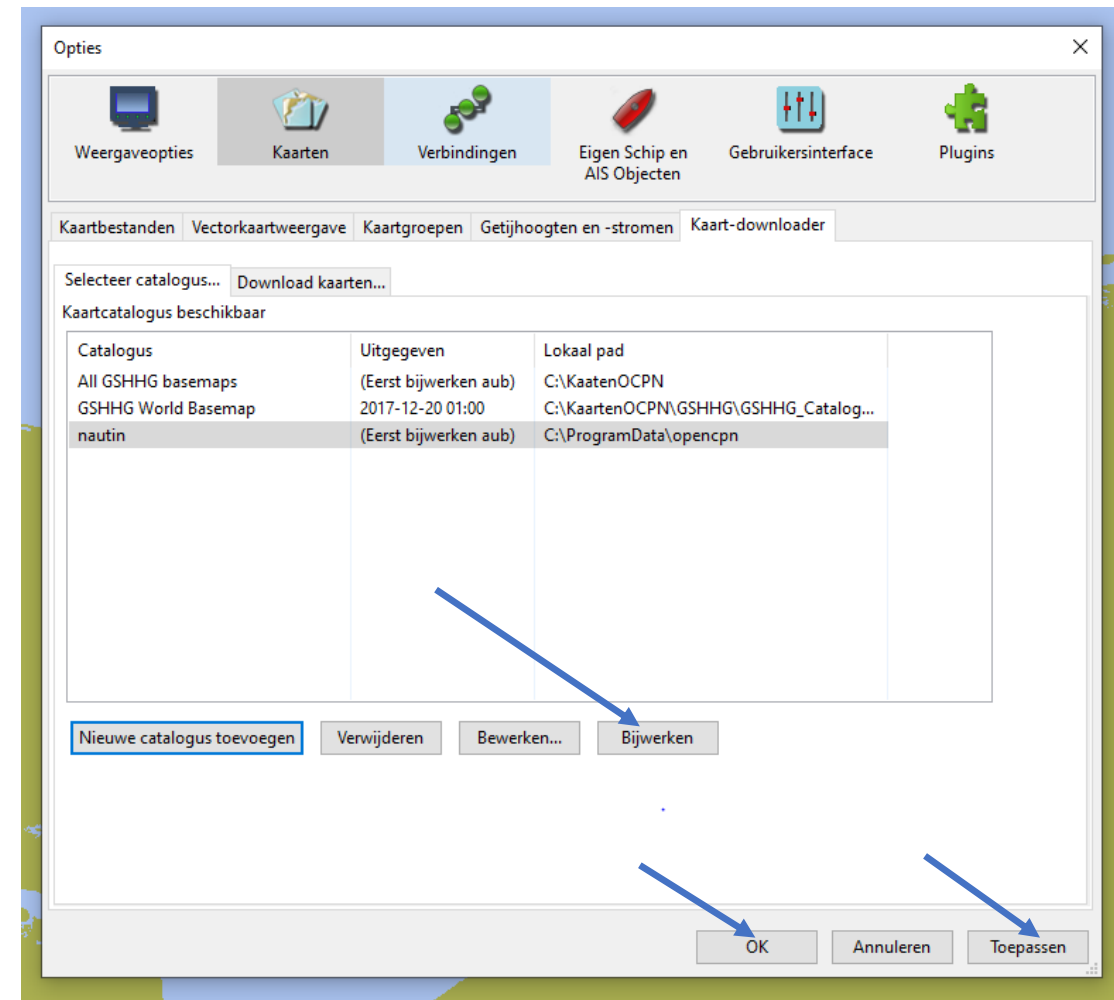 Opties
Weergaveopties Kaarten Verbindingen Eigen Schip en AIS Objecten Gebruikersinterface Plugins
Kaartbestanden Vectorkaartweergave Kaartgroepen Getijhoogten en -stromen Kaart-downloader
Selecteer catalogus... Download kaarten...
Kaartcatalogus beschikbaar
Catalogus Uitgegeven Lokaal pad
All GSHHG basemaps (Eerst bijwerken aub) C:\KaatenOCPN
GSHHG World Basemap 2017-12-20 01:00 C:\KaartenOCPN\GSHHG\GSHHG_Catalog...
nautin (Eerst bijwerken aub) C:\ProgramData\opencpn
Nieuwe catalogus toevoegen Verwijderen Bewerken... Bijwerken
OK Annuleren Toepassen